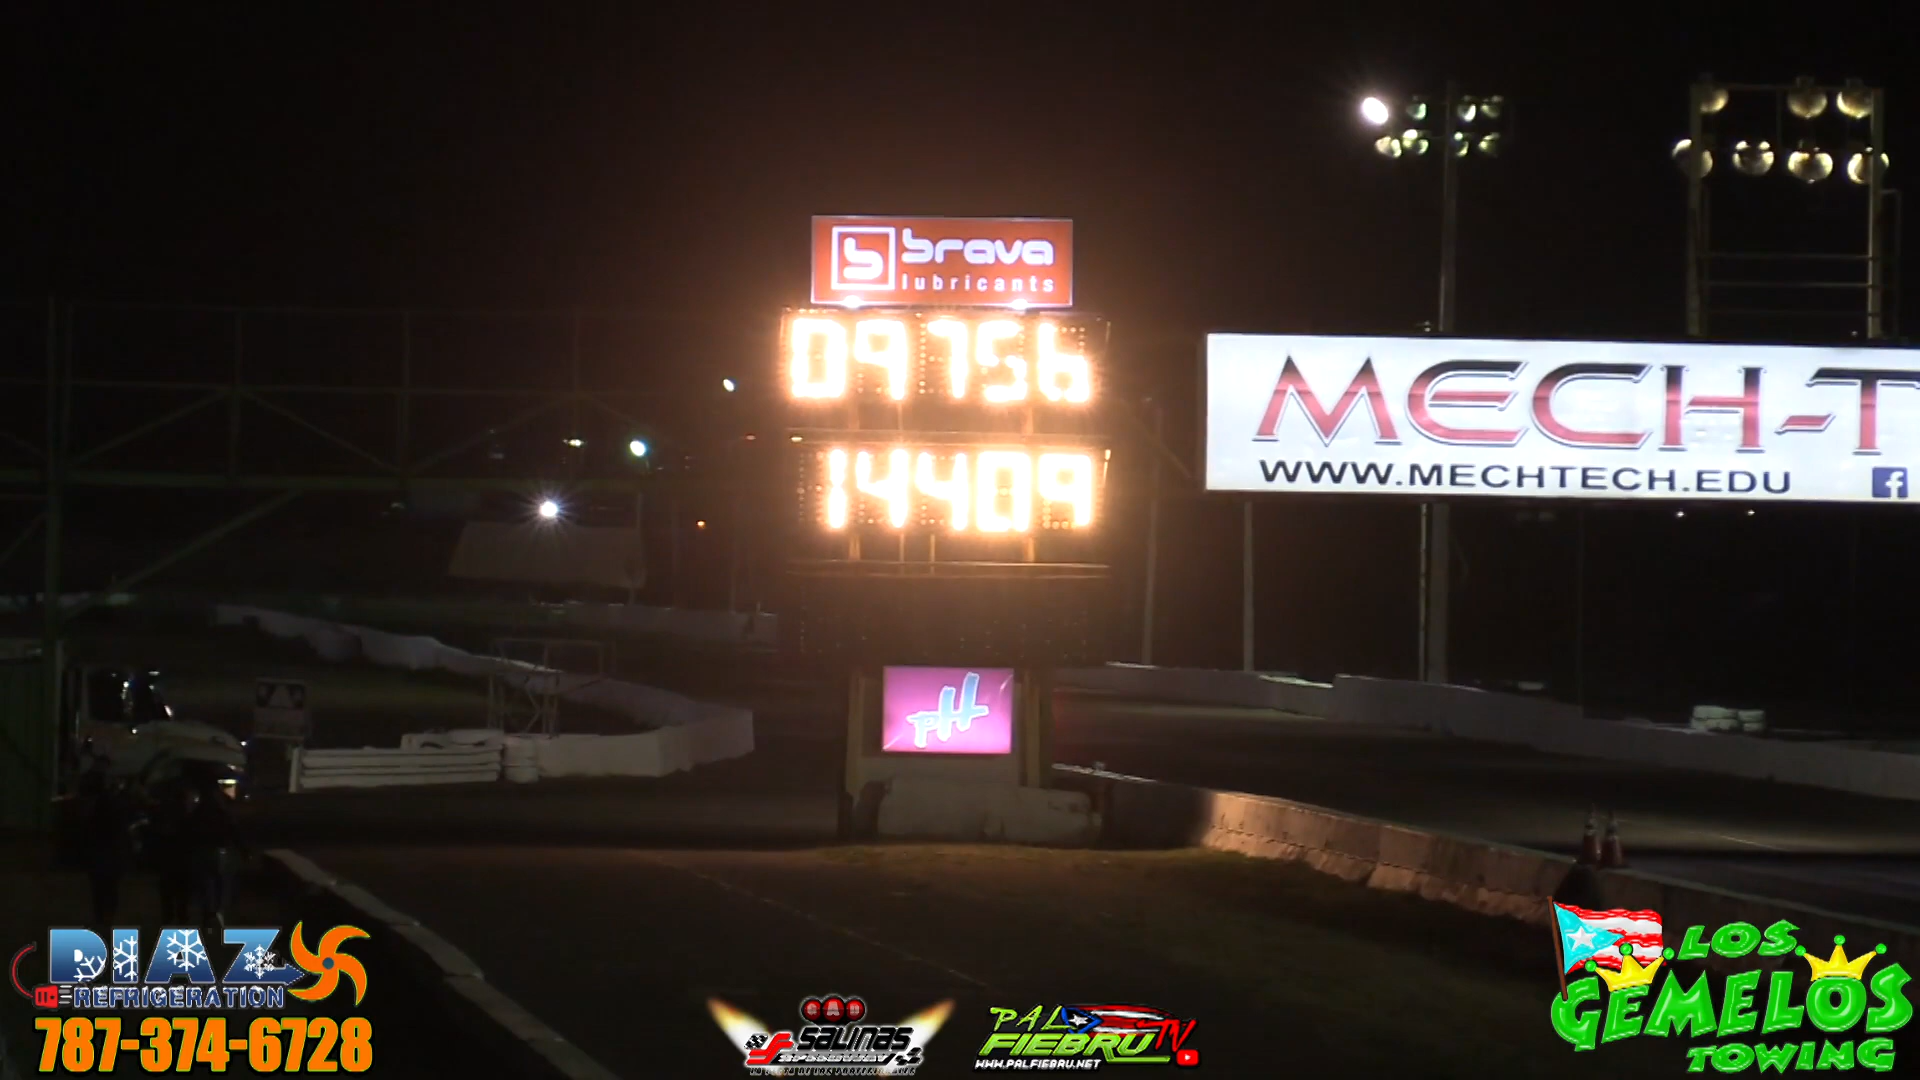 brava
lubricants
09756
14409
MECH-T
WWW.MECHTECH.EDU
f
pH
DIAZ
REFRIGERATION
787-374-6728
SALINAS
SPEEDWAY
PAL
FIEBRU TV
WWW.PALFIEBRU.NET
LOS
GEMELOS
TOWING